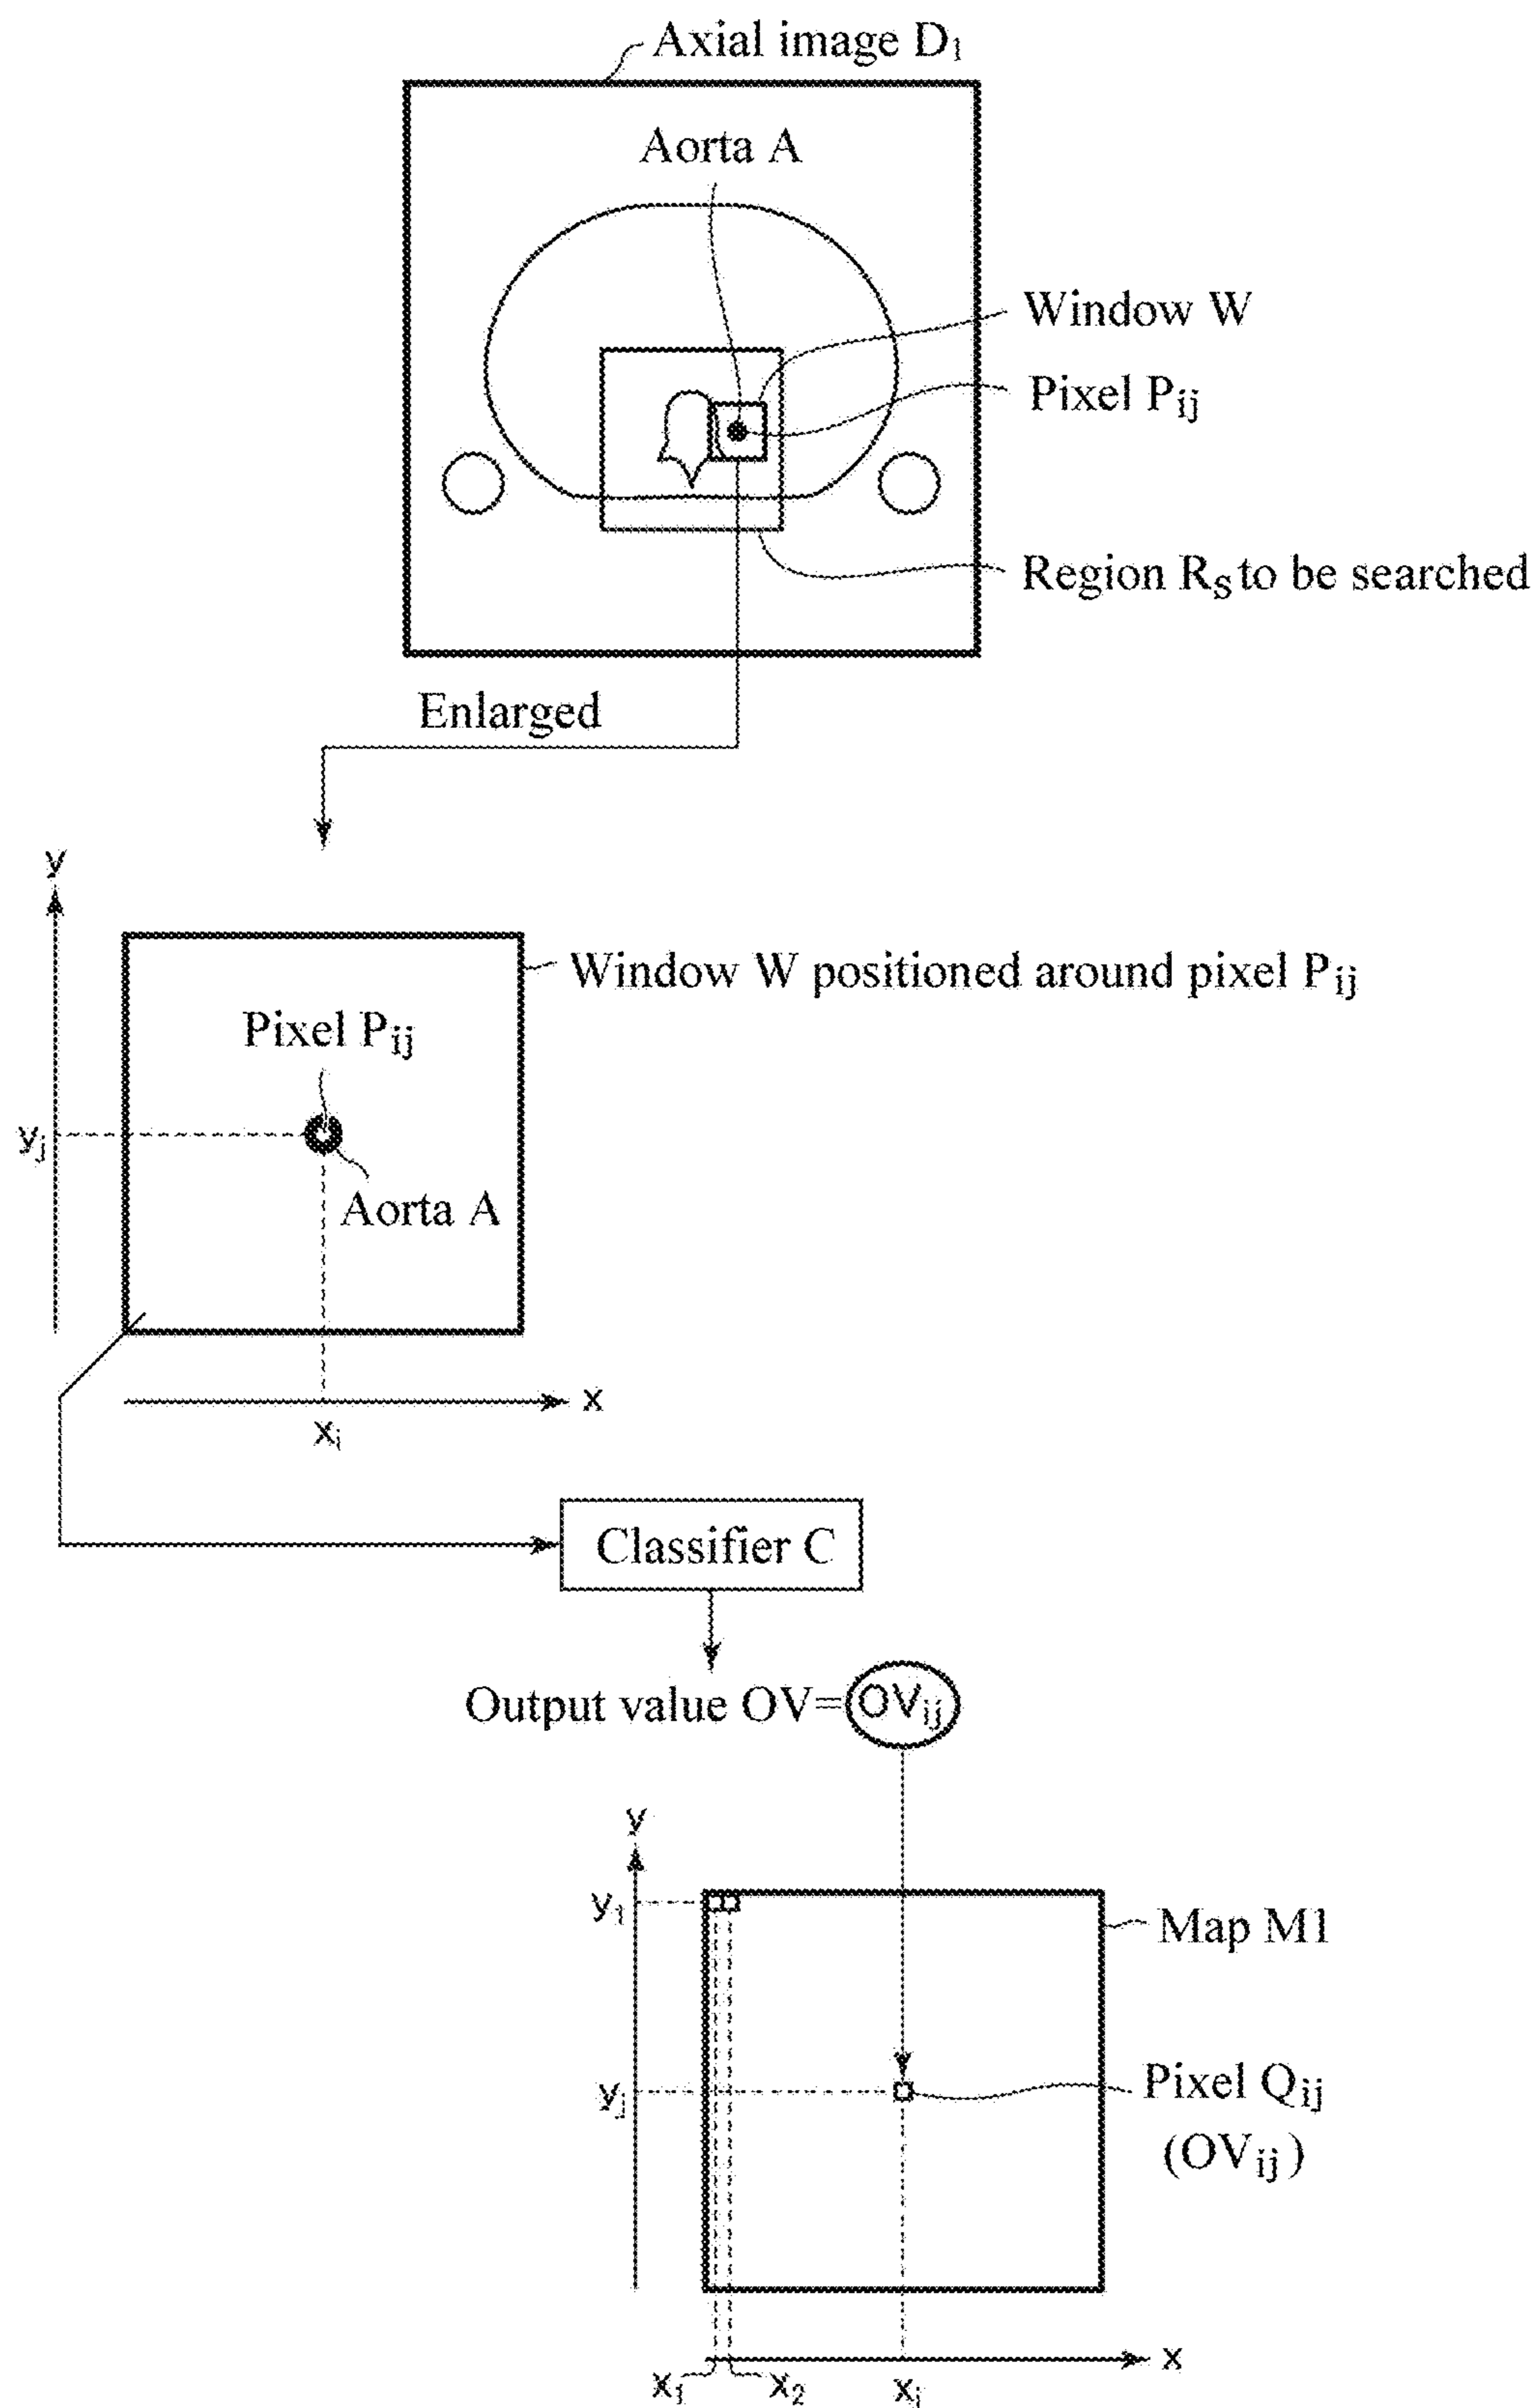 Axial image D₁
Aorta A
Window W
Pixel Pᵢⱼ
Region Rₛ to be searched
Enlarged
y
Window W positioned around pixel Pᵢⱼ
Pixel Pᵢⱼ
yⱼ
Aorta A
x
xᵢ
Classifier C
Output value OV=OVᵢⱼ
y
y₁
Map M1
yⱼ
Pixel Qᵢⱼ
(OVᵢⱼ)
x
x₁ x₂ xᵢ